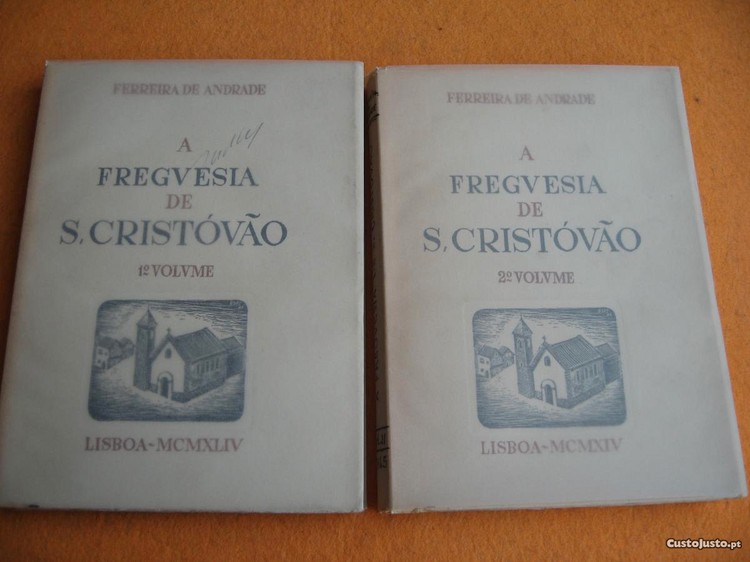 FERREIRA DE ANDRADE
A
FREGVESIA
DE
S. CRISTÓVÃO
1º VOLVME
LISBOA-MCMXLIV
FERREIRA DE ANDRADE
A
FREGVESIA
DE
S. CRISTÓVÃO
2º VOLVME
LISBOA-MCMXIV
CustoJusto.pt